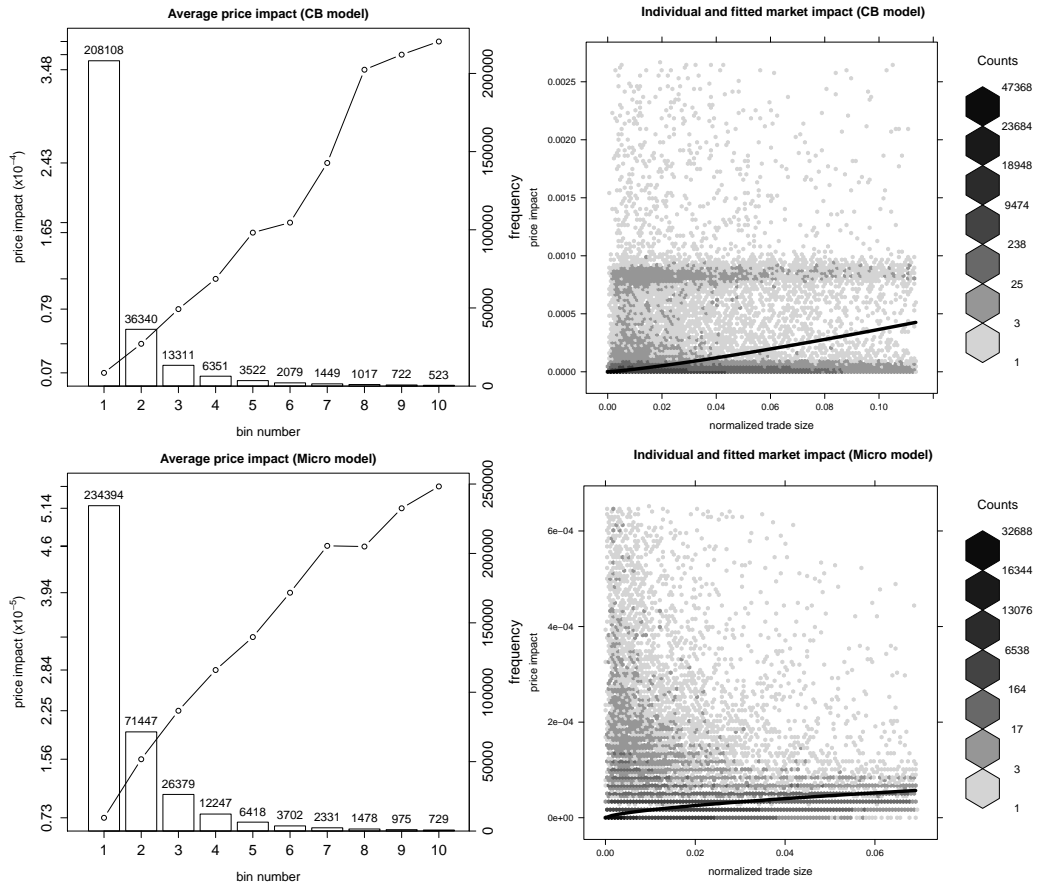 Average price impact (CB model)
price impact (x10⁻⁴)
3.48
2.43
1.65
0.79
0.07
208108
36340
13311
6351
3522
2079
1449
1017
722
523
1 2 3 4 5 6 7 8 9 10
bin number
200000
150000
100000
50000
0
frequency
Individual and fitted market impact (CB model)
price impact
0.0025
0.0020
0.0015
0.0010
0.0005
0.0000
0.00 0.02 0.04 0.06 0.08 0.10
normalized trade size
Counts
47368
23684
18948
9474
238
25
3
1
Average price impact (Micro model)
price impact (x10⁻⁵)
5.14
4.6
3.94
2.84
2.25
1.56
0.73
234394
71447
26379
12247
6418
3702
2331
1478
975
729
1 2 3 4 5 6 7 8 9 10
bin number
250000
200000
150000
100000
50000
0
frequency
Individual and fitted market impact (Micro model)
price impact
6e−04
4e−04
2e−04
0e+00
0.00 0.02 0.04 0.06
normalized trade size
Counts
32688
16344
13076
6538
164
17
3
1